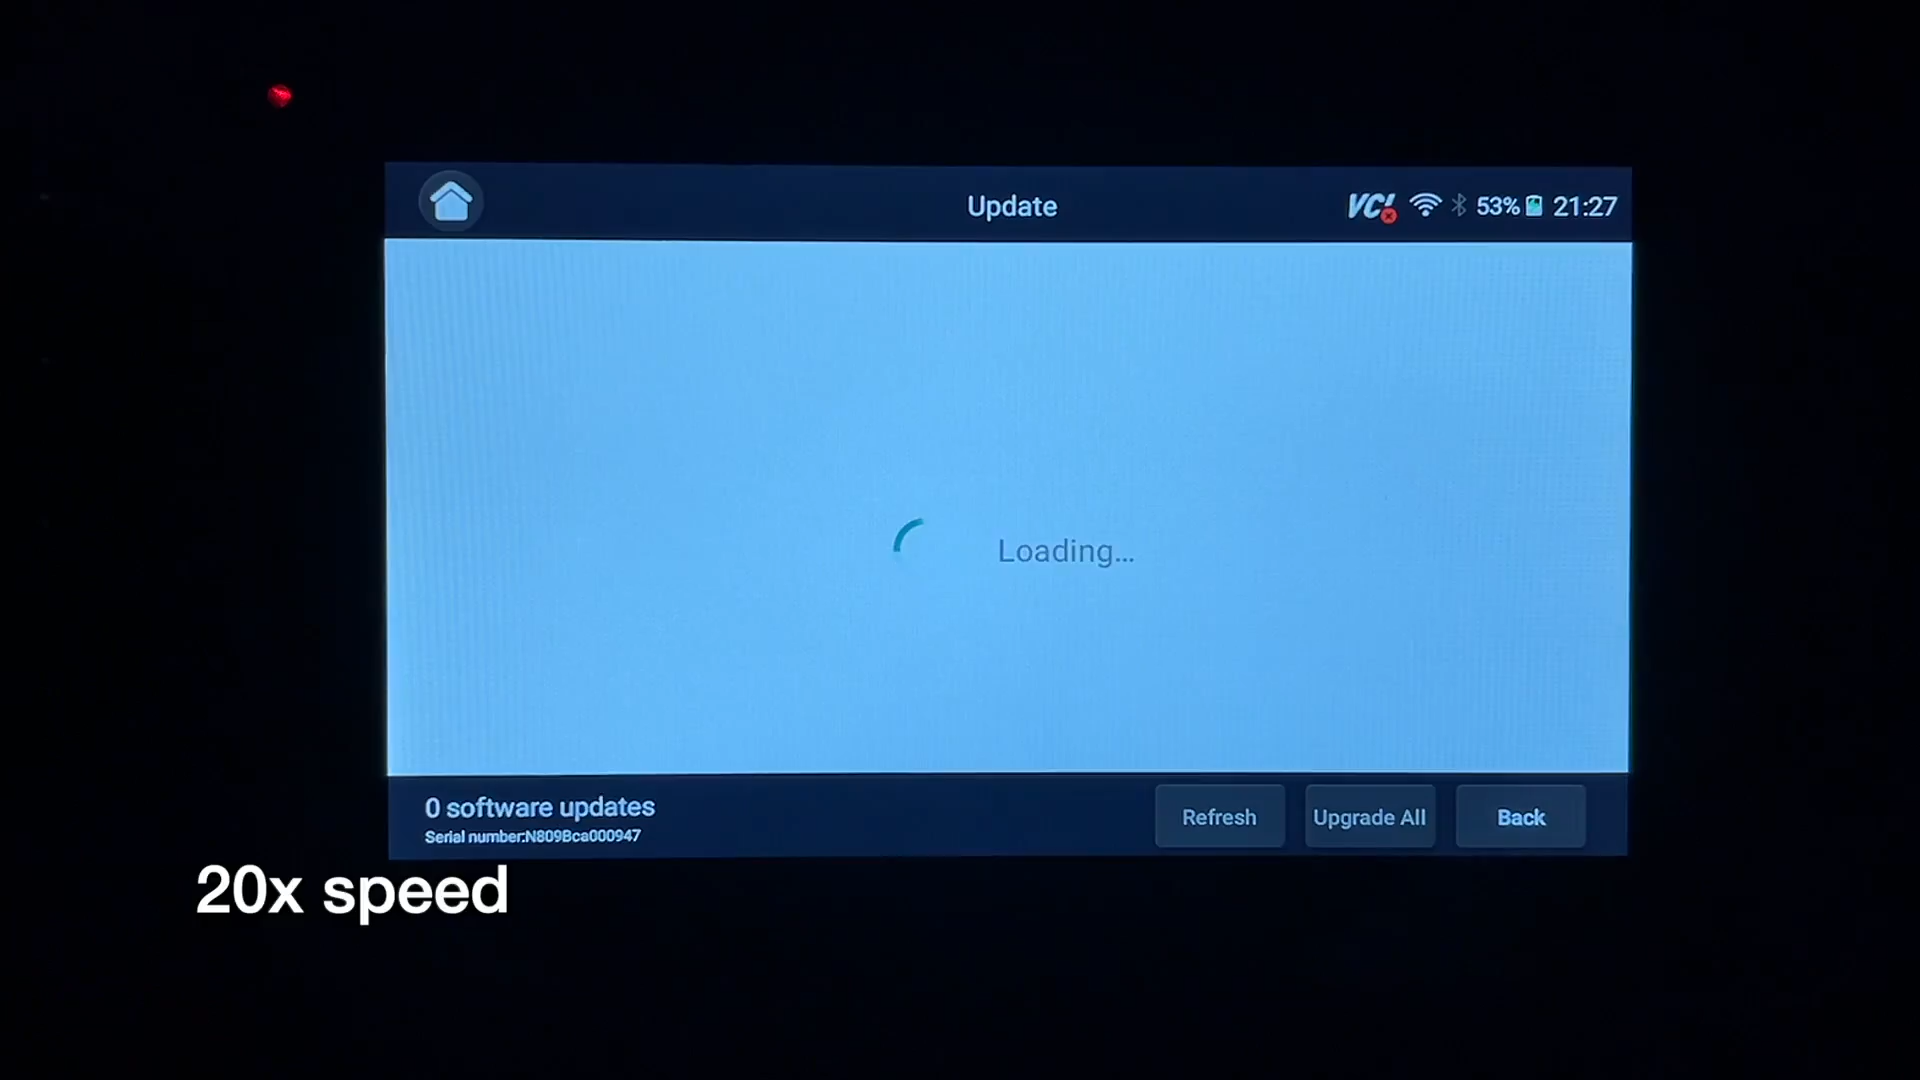 Update
VCI 53% 21:27
Loading...
0 software updates
Serial number:N809Bca000947
Refresh Upgrade All Back
20x speed